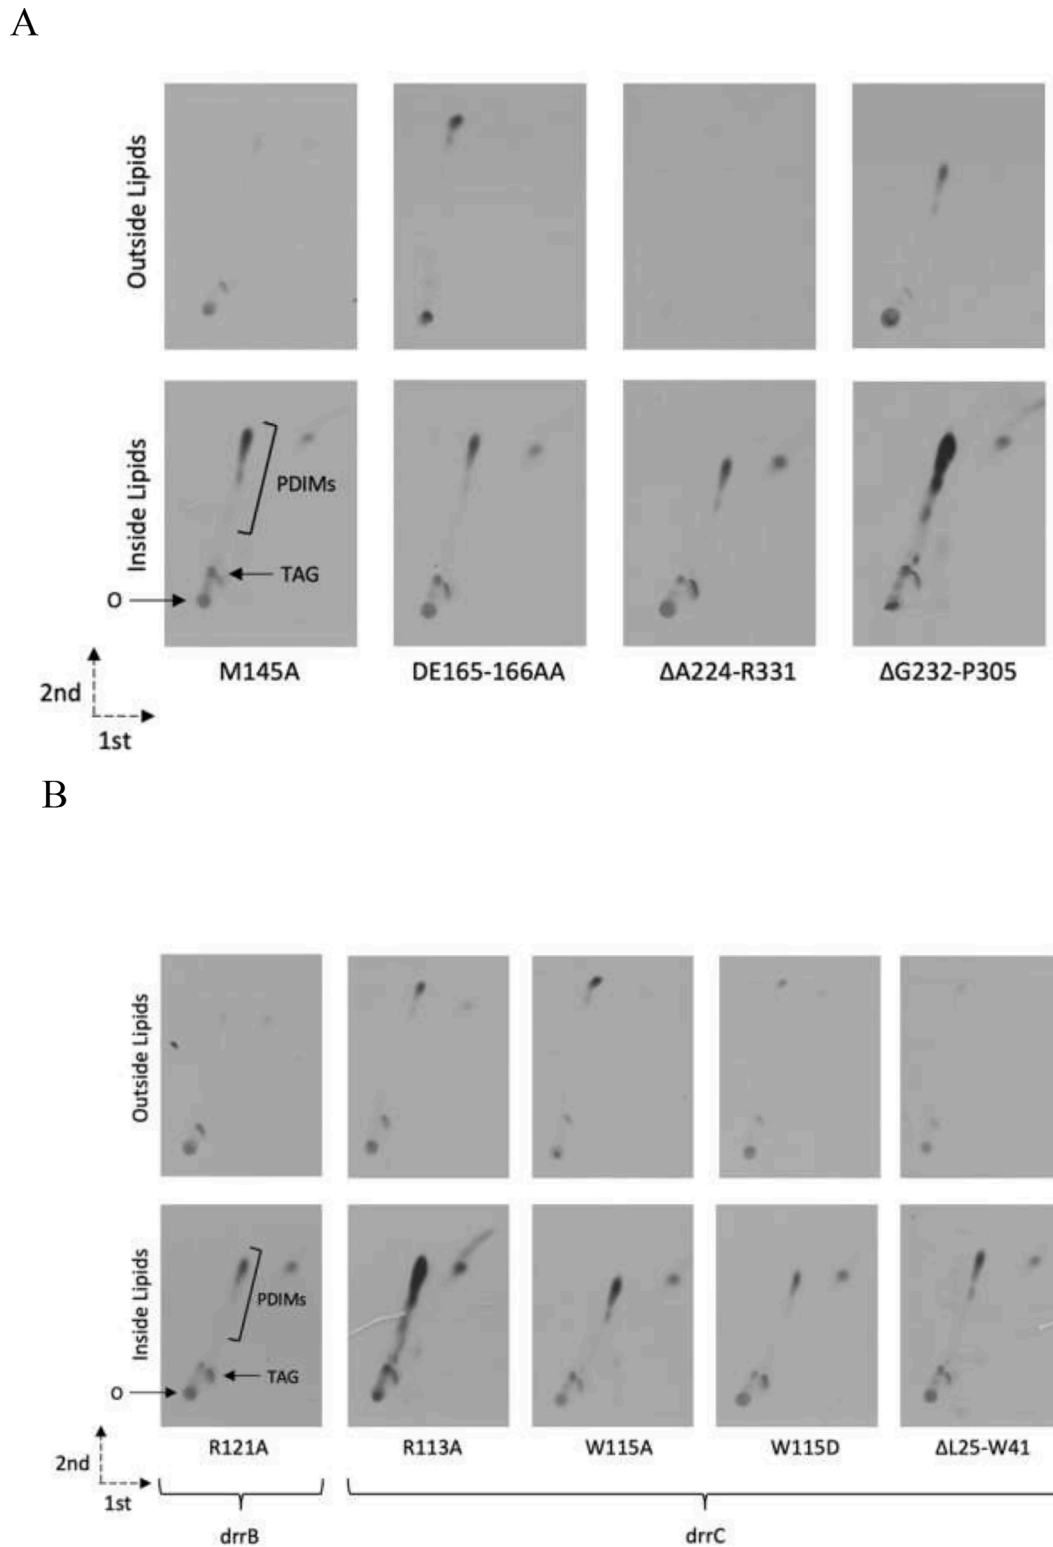 A
Outside Lipids
Inside Lipids
PDIMs
TAG
O
M145A DE165-166AA ΔA224-R331 ΔG232-P305
2nd
1st
B
Outside Lipids
Inside Lipids
PDIMs
TAG
O
R121A R113A W115A W115D ΔL25-W41
2nd
1st
drrB drrC